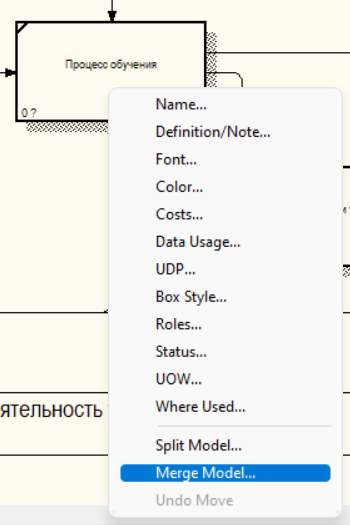 Процесс обучения
0 ?
Name...
Definition/Note...
Font...
Color...
Costs...
Data Usage...
UDP...
Box Style...
Roles...
Status...
UOW...
Where Used...
ятельность
Split Model...
Merge Model...
Undo Move